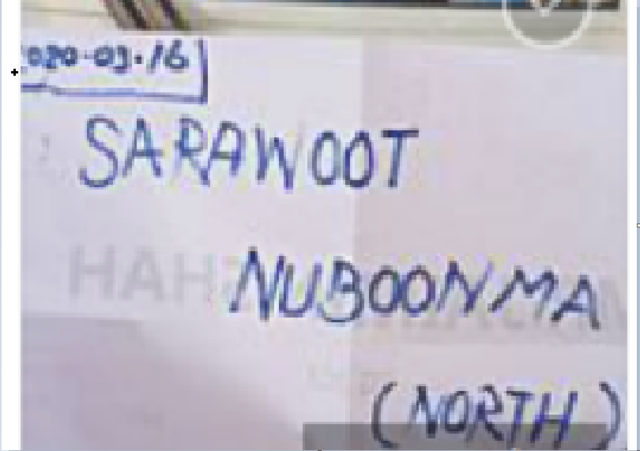 2020-03-16
SARAWOOT
NUBOONMA
(NORTH)